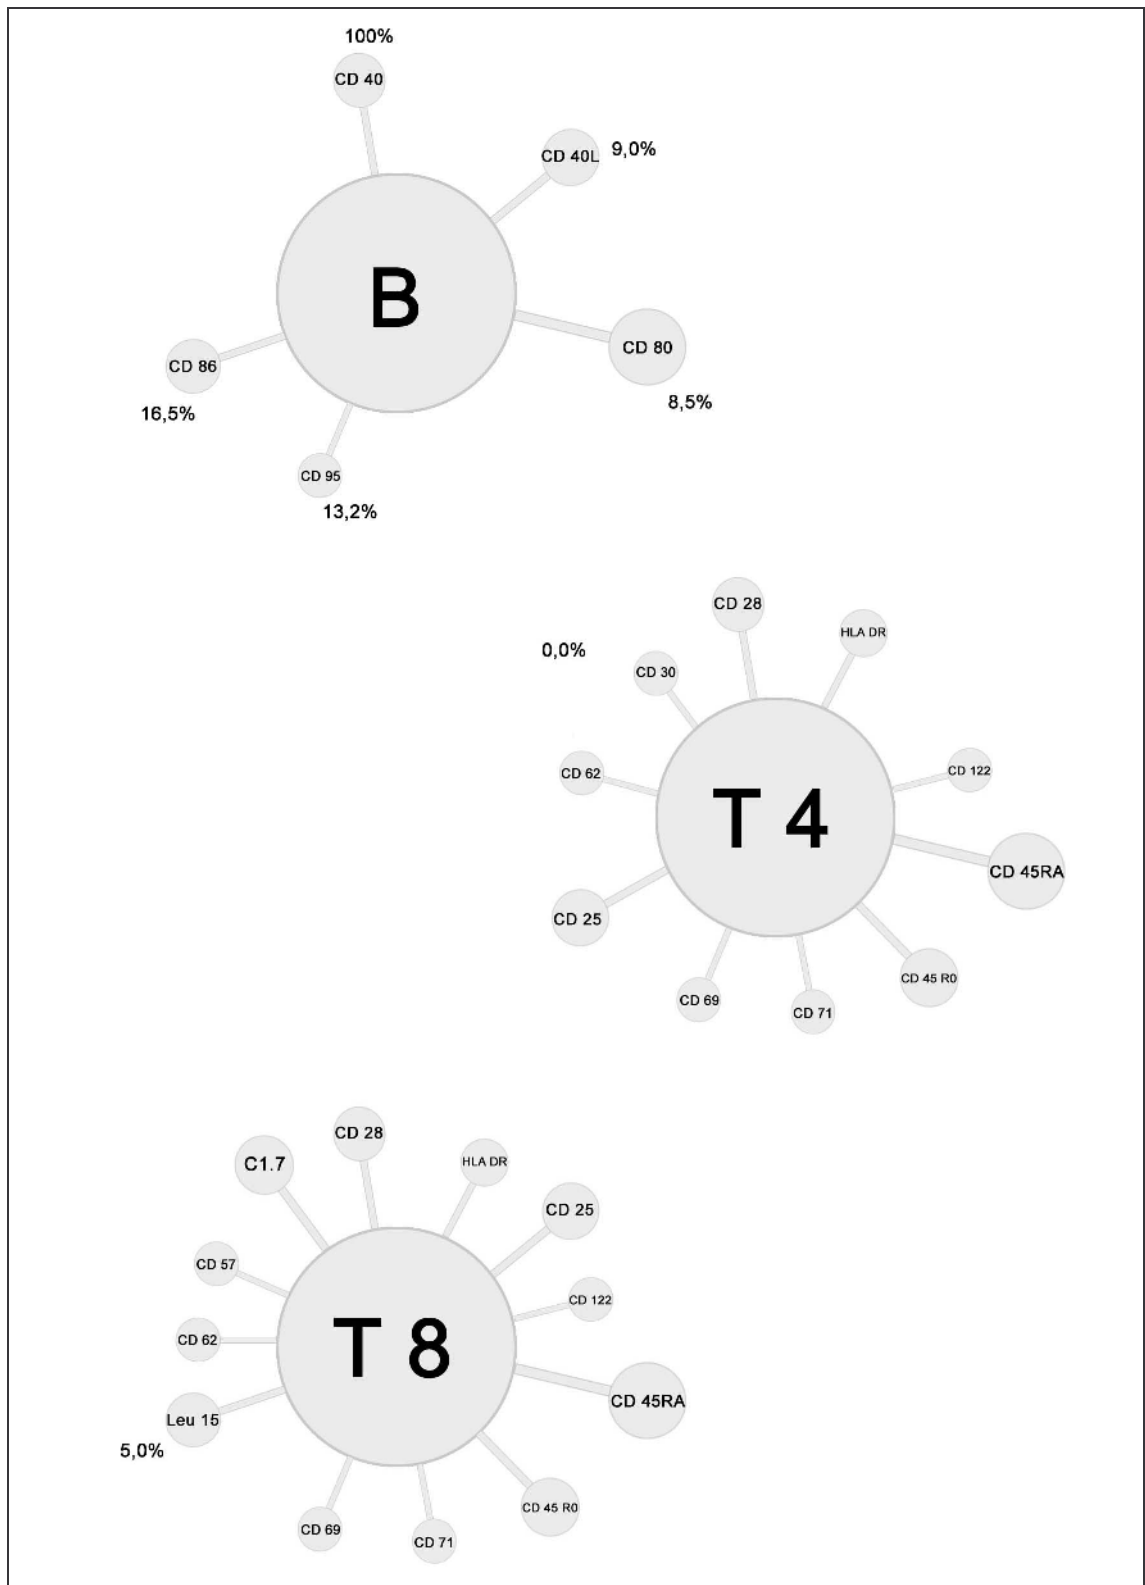 100%
CD 40
CD 40L
9,0%
B
CD 80
CD 86
8,5%
16,5%
CD 95
13,2%
CD 28
HLA DR
0,0%
CD 30
CD 62
CD 122
T 4
CD 45RA
CD 25
CD 45 R0
CD 69
CD 71
CD 28
C1.7
HLA DR
CD 25
CD 57
CD 122
CD 62
T 8
CD 45RA
Leu 15
5,0%
CD 45 R0
CD 69
CD 71